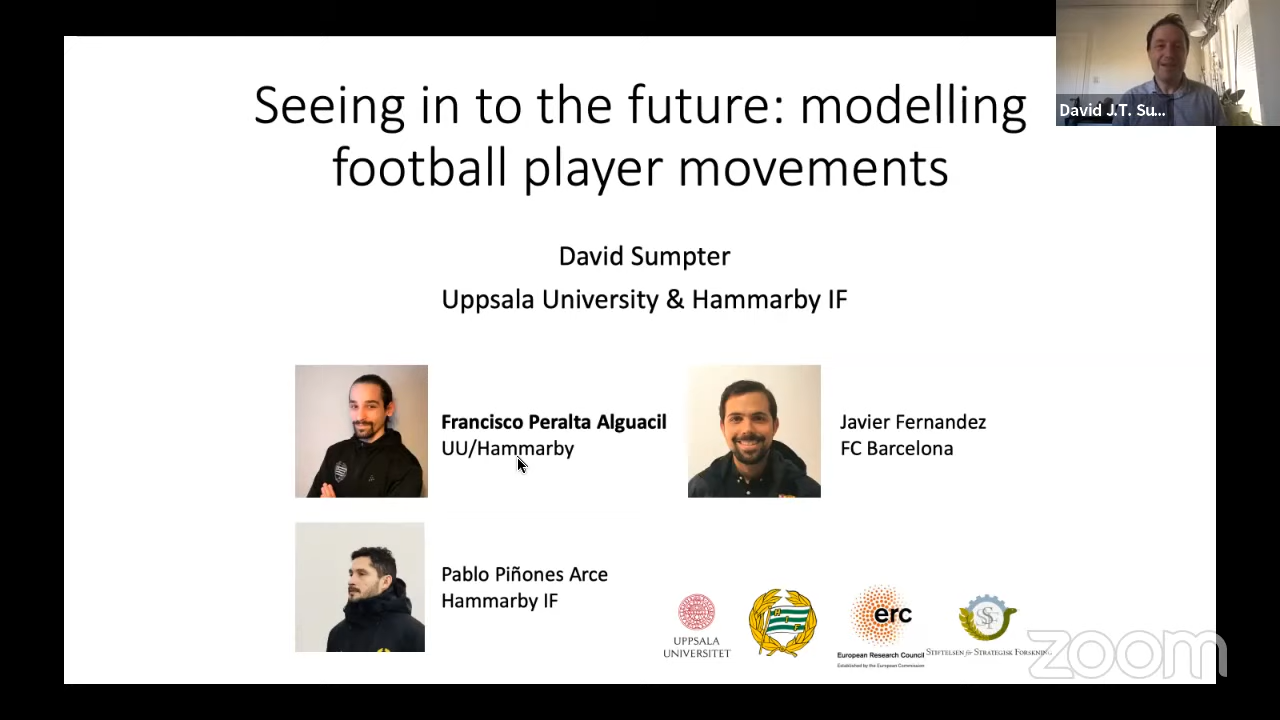 Seeing in to the future: modelling
football player movements
David J.T. Su...
David Sumpter
Uppsala University & Hammarby IF
Francisco Peralta Alguacil
UU/Hammarby
Javier Fernandez
FC Barcelona
Pablo Piñones Arce
Hammarby IF
UPPSALA
UNIVERSITET
HIF
erc
European Research Council
Established by the European Commission
SSF
STIFTELSEN för STRATEGISK FORSKNING
zoom